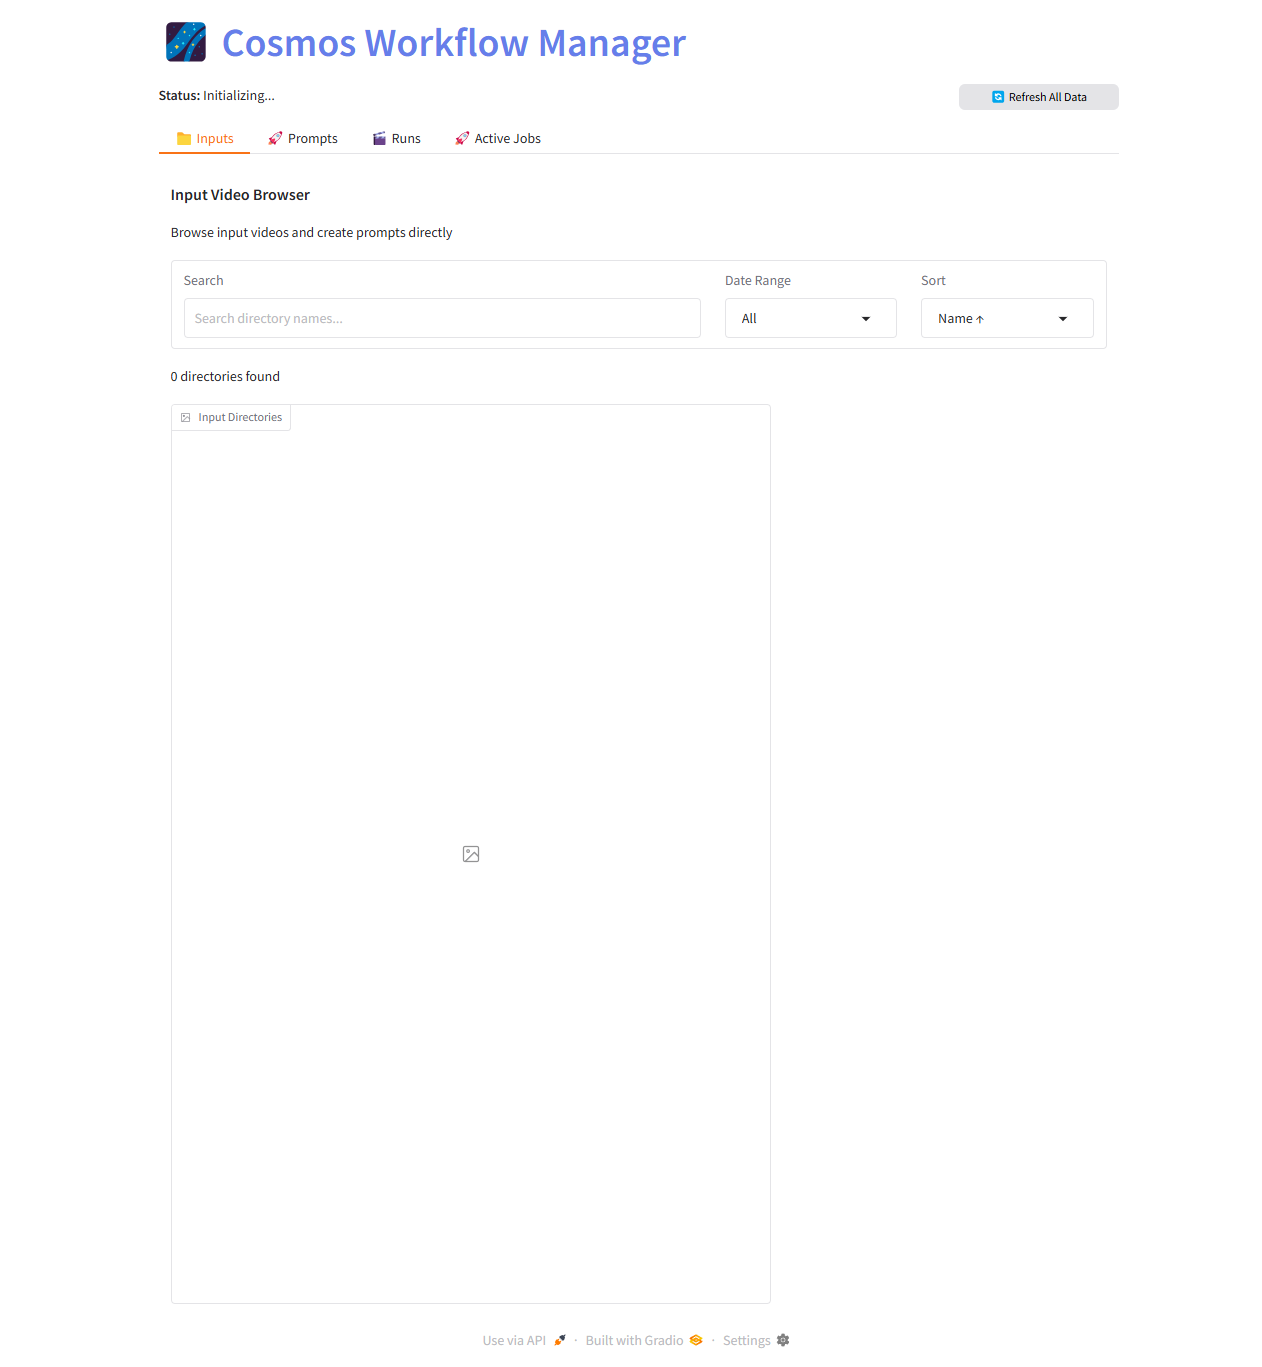 Cosmos Workflow Manager
Status: Initializing...
Refresh All Data
Inputs Prompts Runs Active Jobs
Input Video Browser
Browse input videos and create prompts directly
Search Date Range Sort
Search directory names... All Name ↑
0 directories found
Input Directories
Use via API · Built with Gradio · Settings